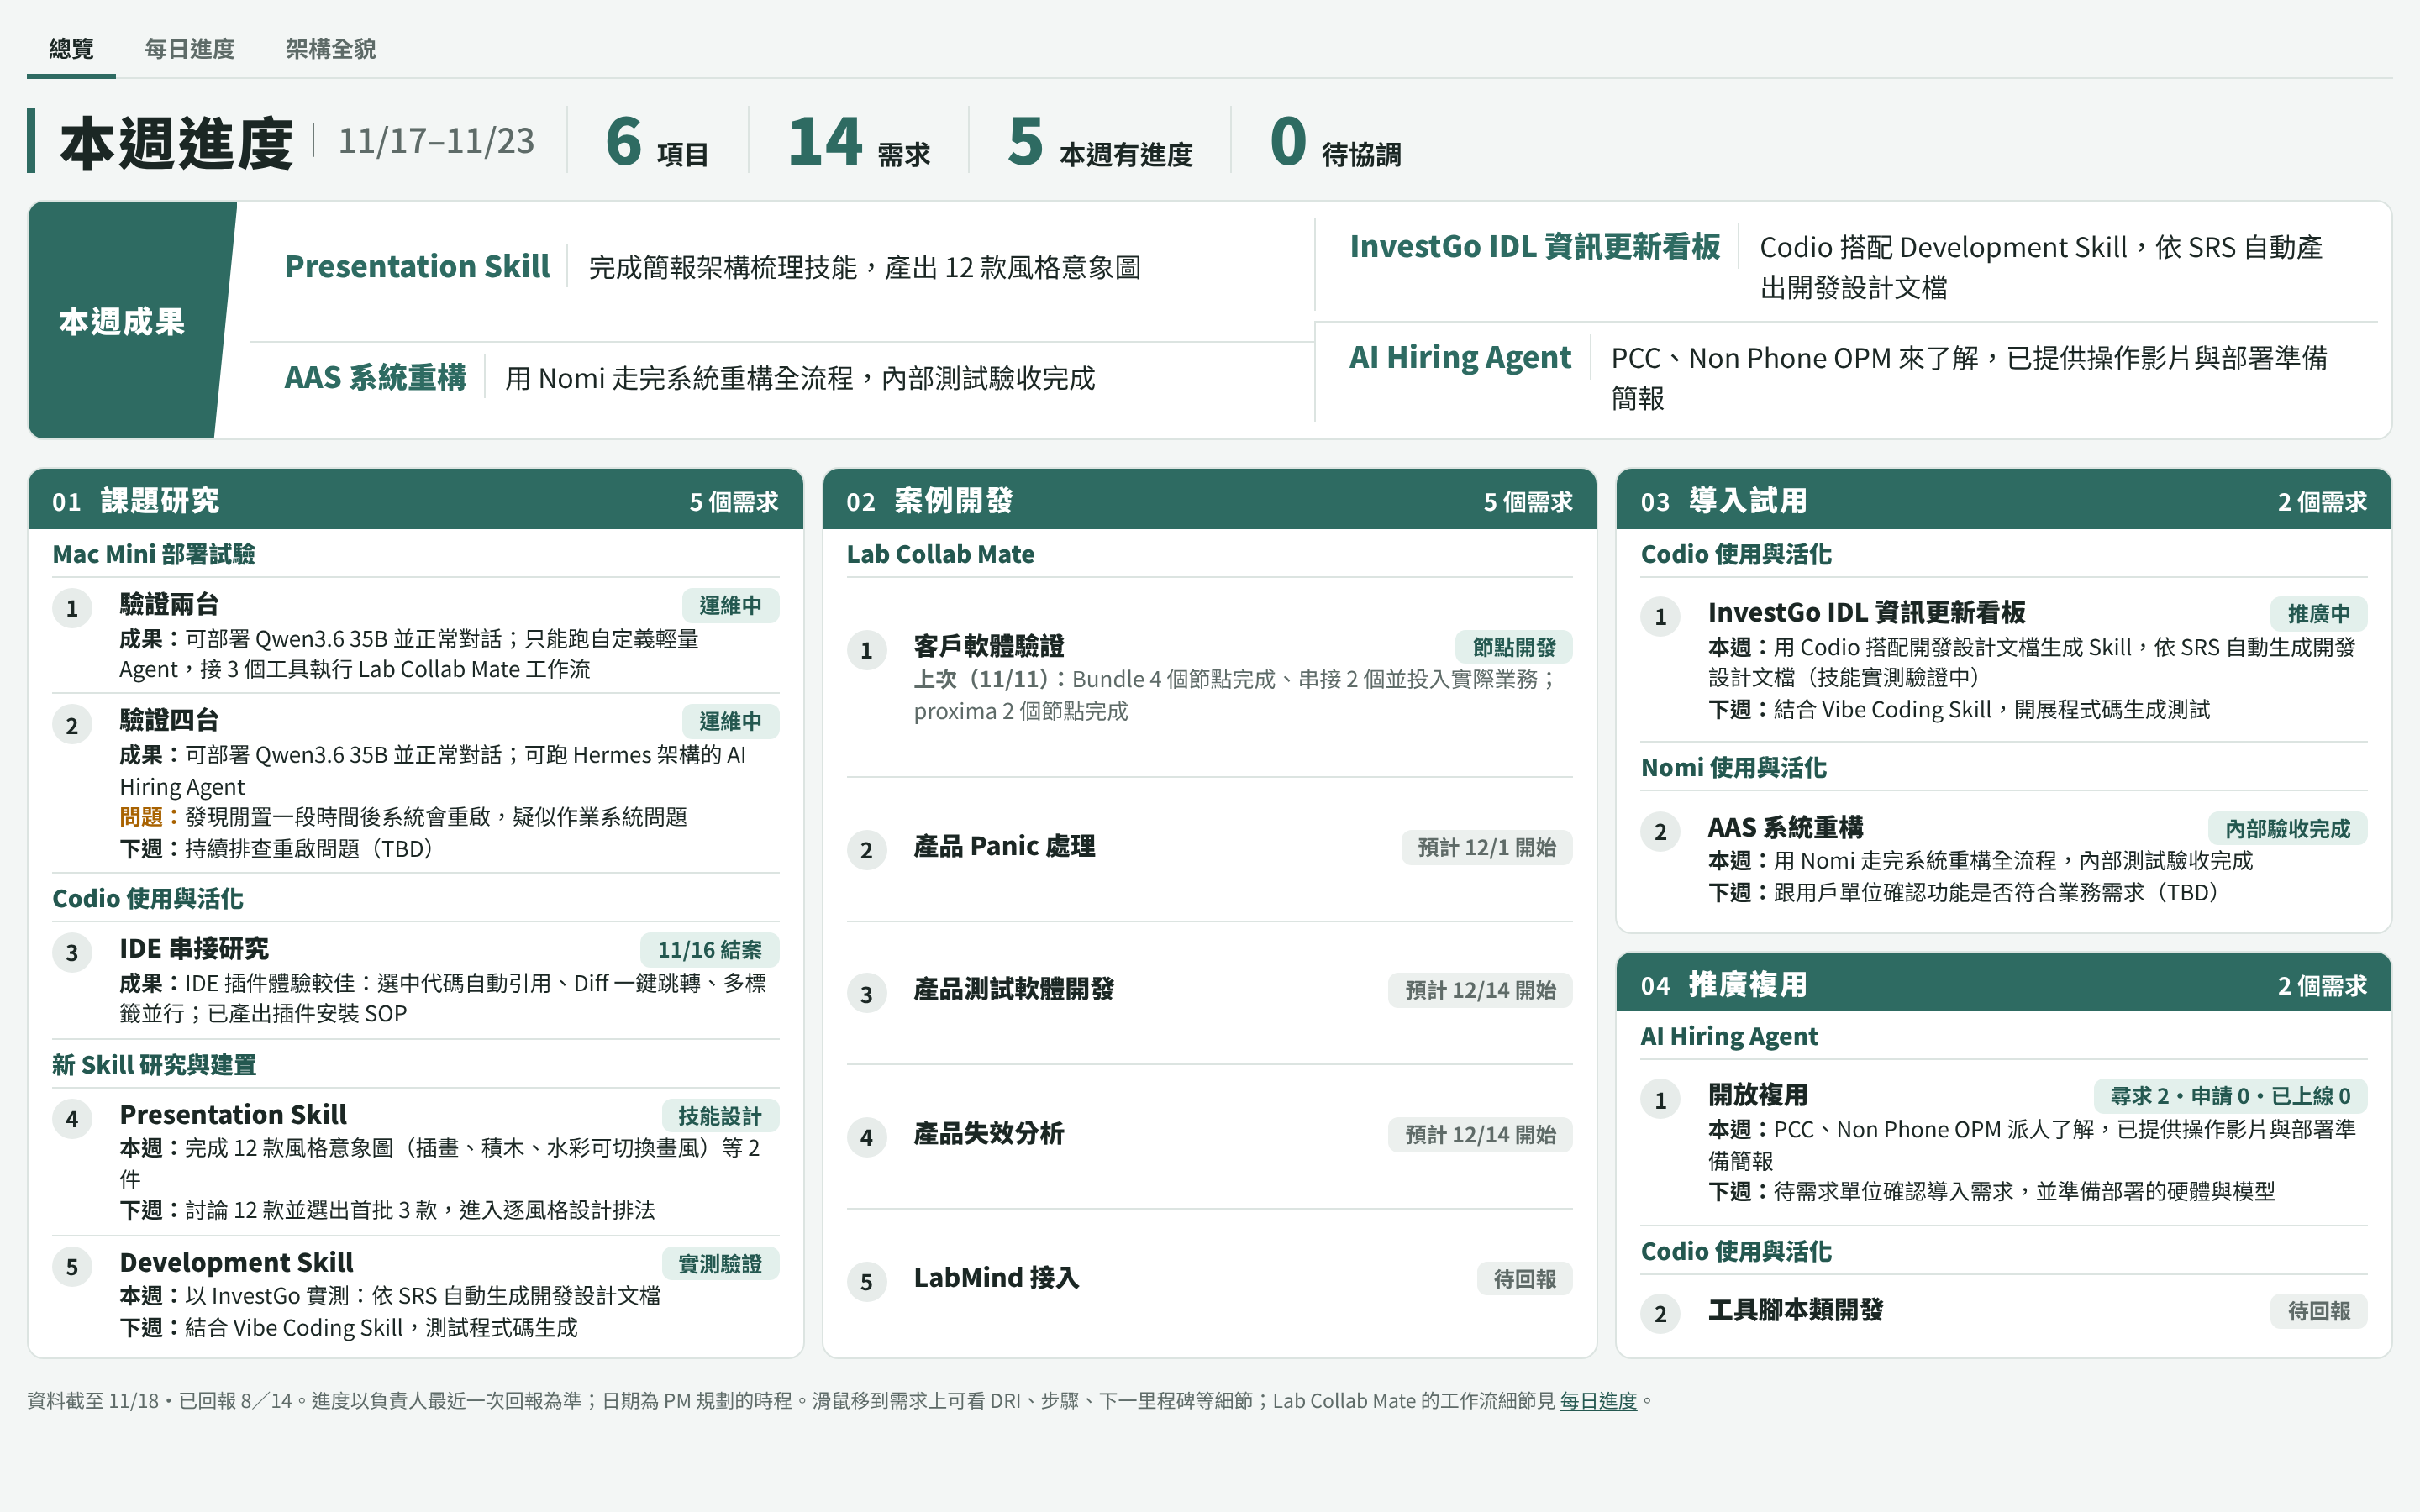 總覽
每日進度
架構全貌
本週進度
11/17–11/23
6 項目
14 需求
5 本週有進度
0 待協調
本週成果
Presentation Skill
完成簡報架構梳理技能，產出 12 款風格意象圖
InvestGo IDL 資訊更新看板
Codio 搭配 Development Skill，依 SRS 自動產
出開發設計文檔
AAS 系統重構
用 Nomi 走完系統重構全流程，內部測試驗收完成
AI Hiring Agent
PCC、Non Phone OPM 來了解，已提供操作影片與部署準備
簡報
01 課題研究
5 個需求
Mac Mini 部署試驗
1 驗證兩台
運維中
成果：可部署 Qwen3.6 35B 並正常對話；只能跑自定義輕量
Agent，接 3 個工具執行 Lab Collab Mate 工作流
2 驗證四台
運維中
成果：可部署 Qwen3.6 35B 並正常對話；可跑 Hermes 架構的 AI
Hiring Agent
問題：發現閒置一段時間後系統會重啟，疑似作業系統問題
下週：持續排查重啟問題（TBD）
Codio 使用與活化
3 IDE 串接研究
11/16 結案
成果：IDE 插件體驗較佳：選中代碼自動引用、Diff 一鍵跳轉、多標
籤並行；已產出插件安裝 SOP
新 Skill 研究與建置
4 Presentation Skill
技能設計
本週：完成 12 款風格意象圖（插畫、積木、水彩可切換畫風）等 2
件
下週：討論 12 款並選出首批 3 款，進入逐風格設計排法
5 Development Skill
實測驗證
本週：以 InvestGo 實測：依 SRS 自動生成開發設計文檔
下週：結合 Vibe Coding Skill，測試程式碼生成
02 案例開發
5 個需求
Lab Collab Mate
1 客戶軟體驗證
節點開發
上次（11/11）：Bundle 4 個節點完成、串接 2 個並投入實際業務；
proxima 2 個節點完成
2 產品 Panic 處理
預計 12/1 開始
3 產品測試軟體開發
預計 12/14 開始
4 產品失效分析
預計 12/14 開始
5 LabMind 接入
待回報
03 導入試用
2 個需求
Codio 使用與活化
1 InvestGo IDL 資訊更新看板
推廣中
本週：用 Codio 搭配開發設計文檔生成 Skill，依 SRS 自動生成開發
設計文檔（技能實測驗證中）
下週：結合 Vibe Coding Skill，開展程式碼生成測試
Nomi 使用與活化
2 AAS 系統重構
內部驗收完成
本週：用 Nomi 走完系統重構全流程，內部測試驗收完成
下週：跟用戶單位確認功能是否符合業務需求（TBD）
04 推廣複用
2 個需求
AI Hiring Agent
1 開放複用
尋求 2・申請 0・已上線 0
本週：PCC、Non Phone OPM 派人了解，已提供操作影片與部署準
備簡報
下週：待需求單位確認導入需求，並準備部署的硬體與模型
Codio 使用與活化
2 工具腳本類開發
待回報
資料截至 11/18・已回報 8／14。進度以負責人最近一次回報為準；日期為 PM 規劃的時程。滑鼠移到需求上可看 DRI、步驟、下一里程碑等細節；Lab Collab Mate 的工作流細節見 每日進度。